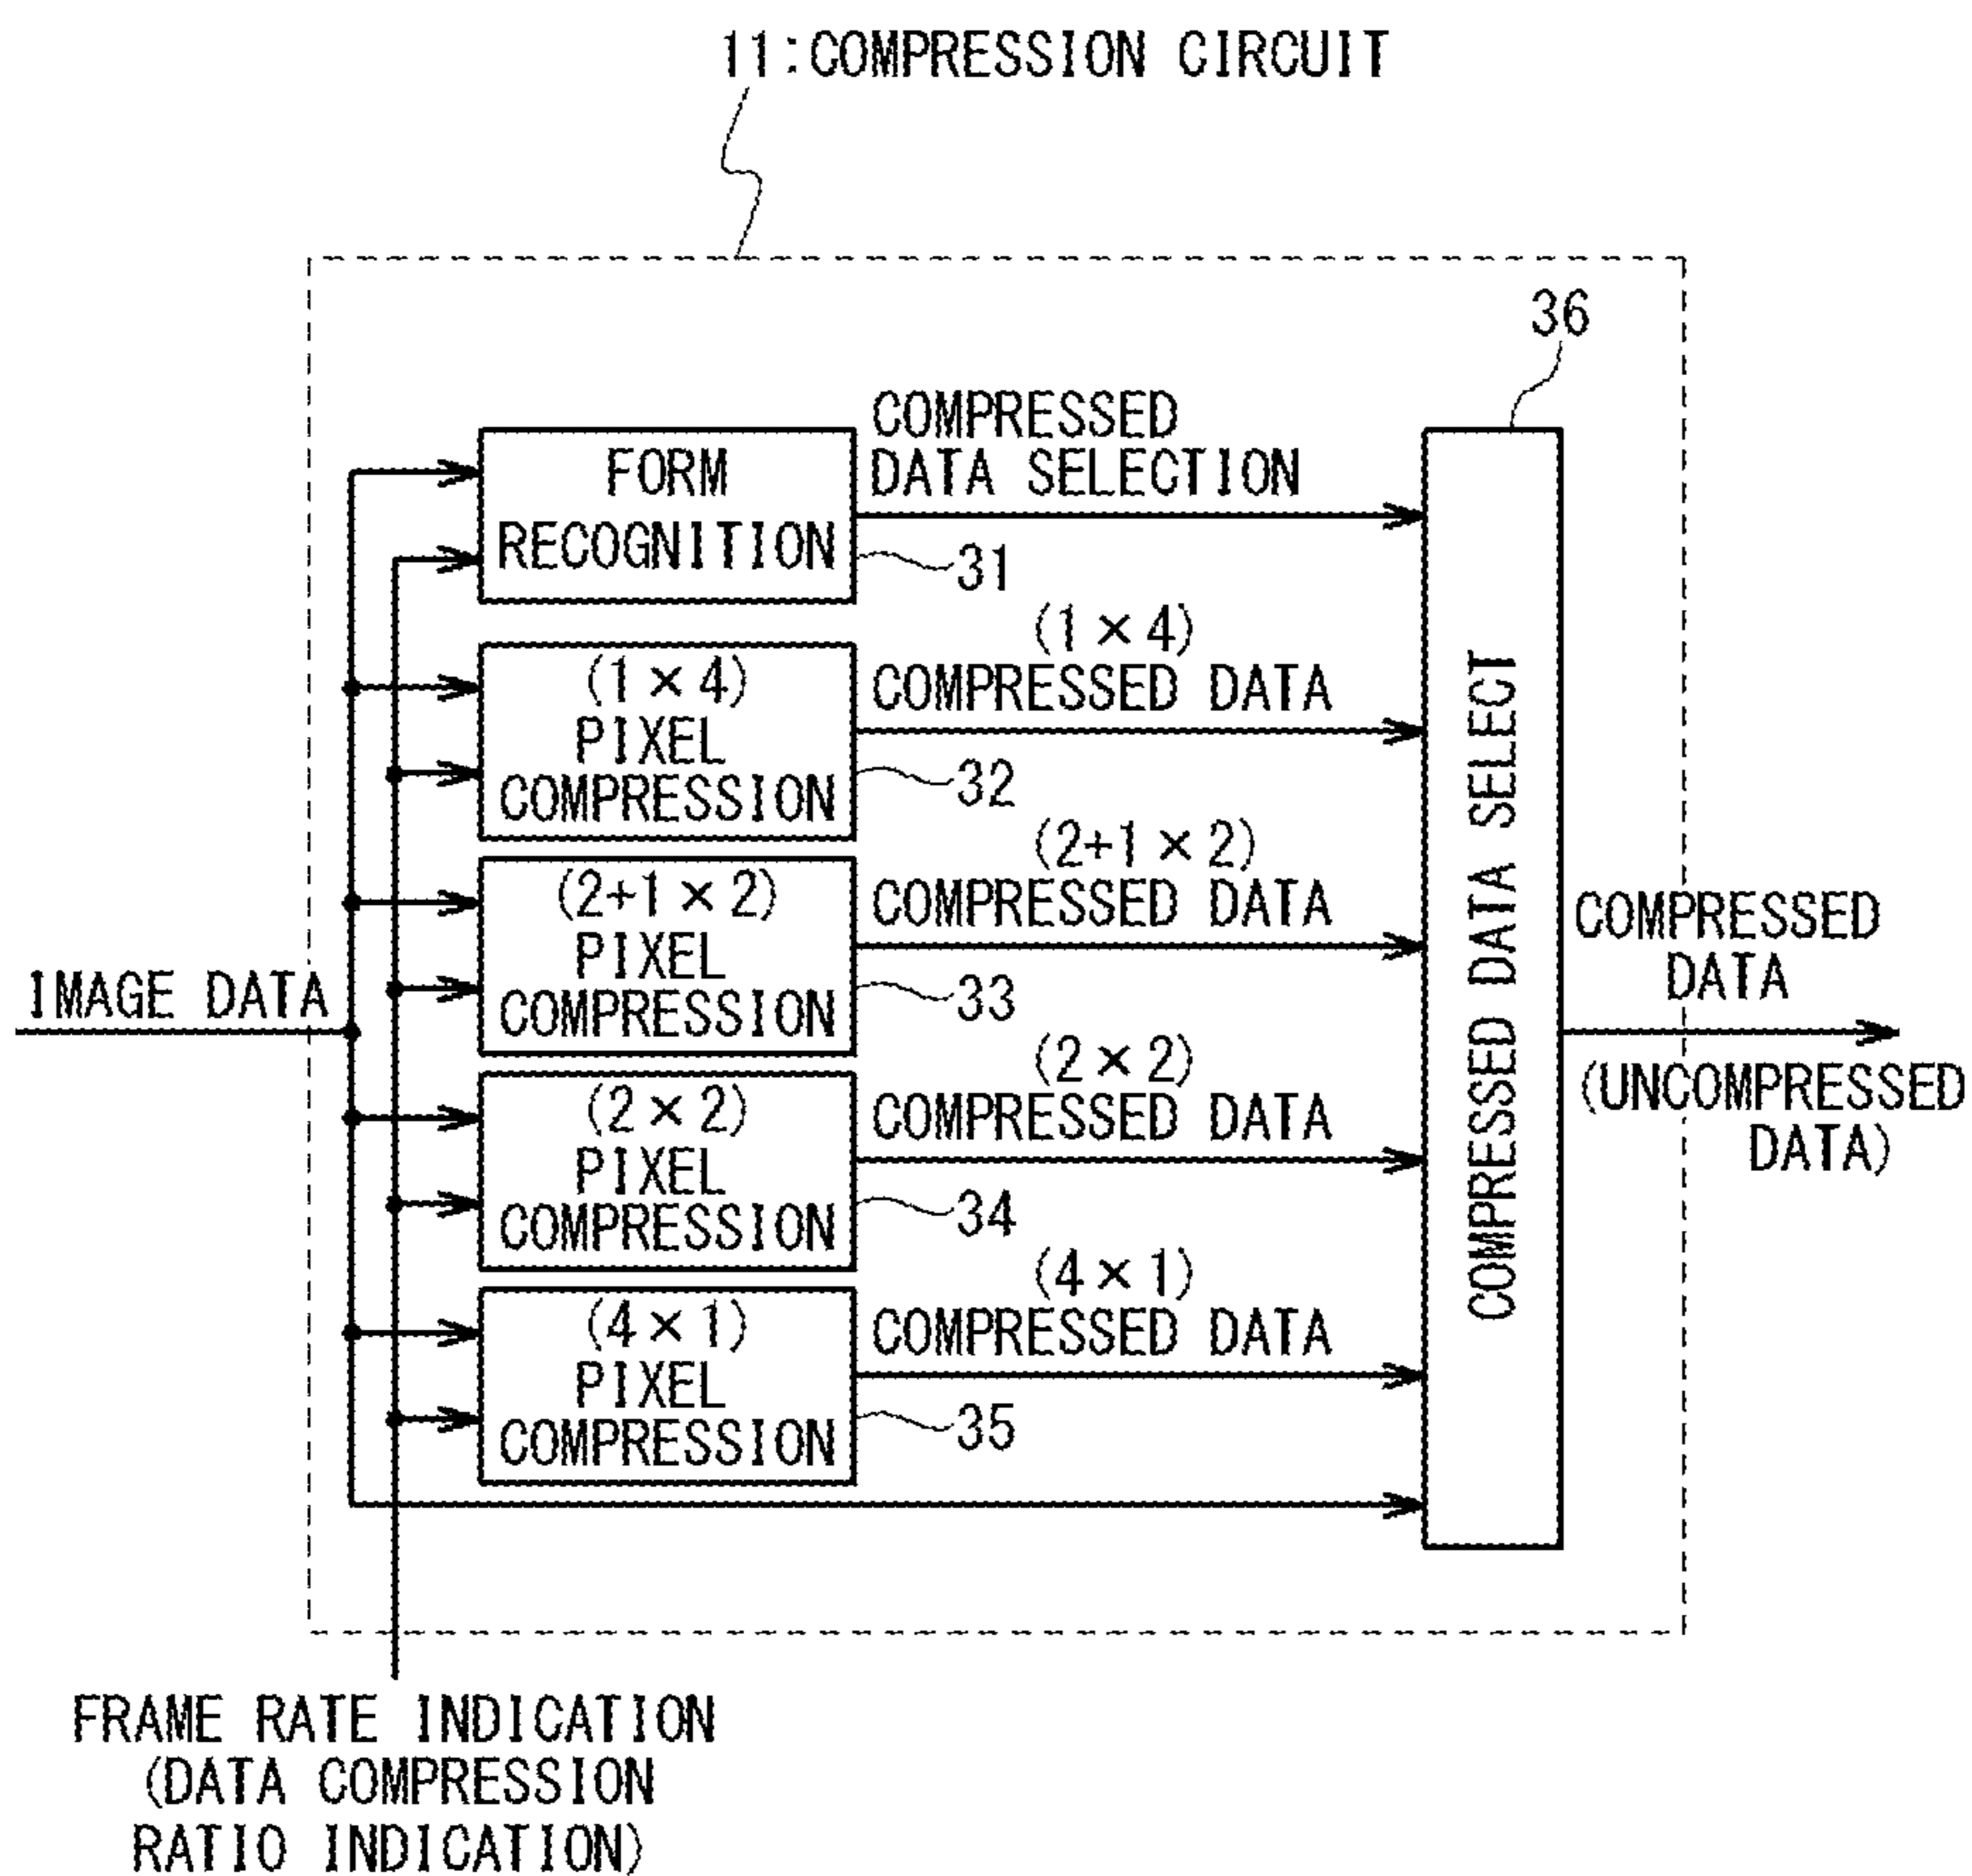 11:COMPRESSION CIRCUIT
36
COMPRESSED
DATA SELECTION
FORM
RECOGNITION
31
(1×4)
COMPRESSED DATA
(1×4)
PIXEL
COMPRESSION
32
(2+1×2)
COMPRESSED DATA
(2+1×2)
PIXEL
COMPRESSION
33
(2×2)
COMPRESSED DATA
(2×2)
PIXEL
COMPRESSION
34
(4×1)
COMPRESSED DATA
(4×1)
PIXEL
COMPRESSION
35
COMPRESSED DATA SELECT
IMAGE DATA
COMPRESSED
DATA
(UNCOMPRESSED
DATA)
FRAME RATE INDICATION
(DATA COMPRESSION
RATIO INDICATION)